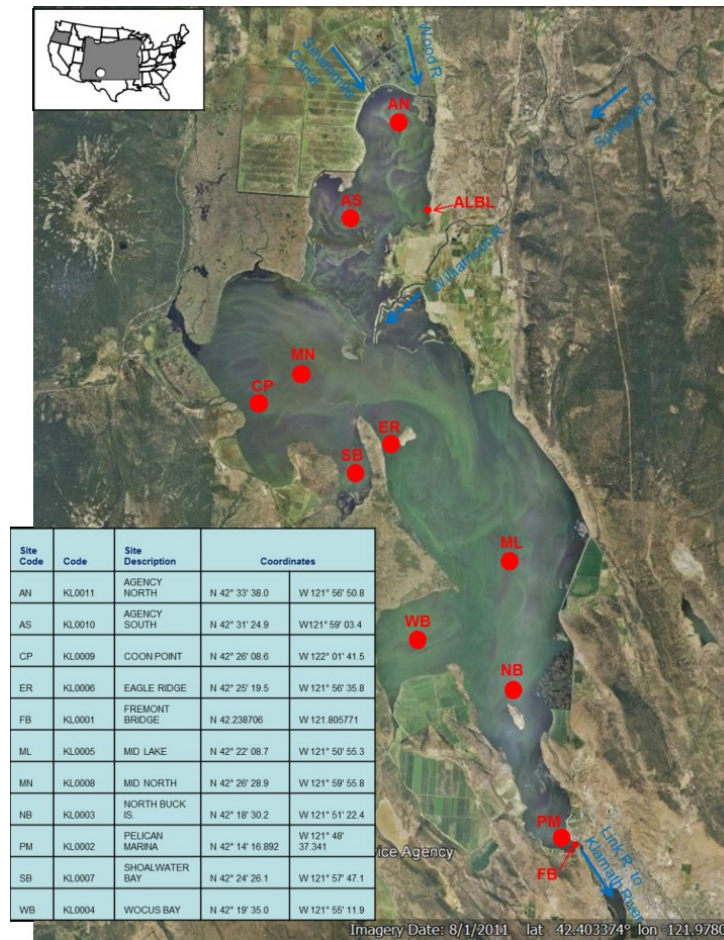 Sevenmile
Canal
Wood R
Sprague R
AN
AS
ALBL
Williamson R
MN
CP
ER
SB
ML
WB
NB
PM
FB
Link R to
Klamath River
vice Agency
Imagery Date: 8/1/2011 lat 42.403374° lon -121.9780
Site Code Code Site Description Coordinates
AN KL0011 AGENCY NORTH N 42° 33' 38.0 W 121° 56' 50.8
AS KL0010 AGENCY SOUTH N 42° 31' 24.9 W121° 59' 03.4
CP KL0009 COON POINT N 42° 26' 08.6 W 122° 01' 41.5
ER KL0006 EAGLE RIDGE N 42° 25' 19.5 W 121° 56' 35.8
FB KL0001 FREMONT BRIDGE N 42.238706 W 121.805771
ML KL0005 MID LAKE N 42° 22' 08.7 W 121° 50' 55.3
MN KL0008 MID NORTH N 42° 26' 28.9 W 121° 59' 55.8
NB KL0003 NORTH BUCK IS. N 42° 18' 30.2 W 121° 51' 22.4
PM KL0002 PELICAN MARINA N 42° 14' 16.892 W 121° 48' 37.341
SB KL0007 SHOALWATER BAY N 42° 24' 26.1 W 121° 57' 47.1
WB KL0004 WOCUS BAY N 42° 19' 35.0 W 121° 55' 11.9